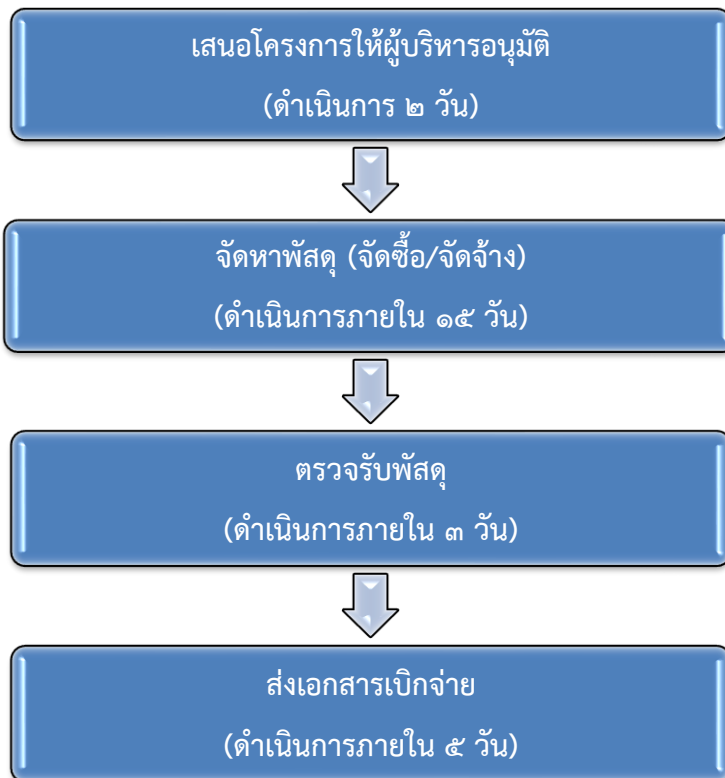 เสนอโครงการให้ผู้บริหารอนุมัติ
(ดำเนินการ ๒ วัน)
จัดหาพัสดุ (จัดซื้อ/จัดจ้าง)
(ดำเนินการภายใน ๑๕ วัน)
ตรวจรับพัสดุ
(ดำเนินการภายใน ๓ วัน)
ส่งเอกสารเบิกจ่าย
(ดำเนินการภายใน ๕ วัน)